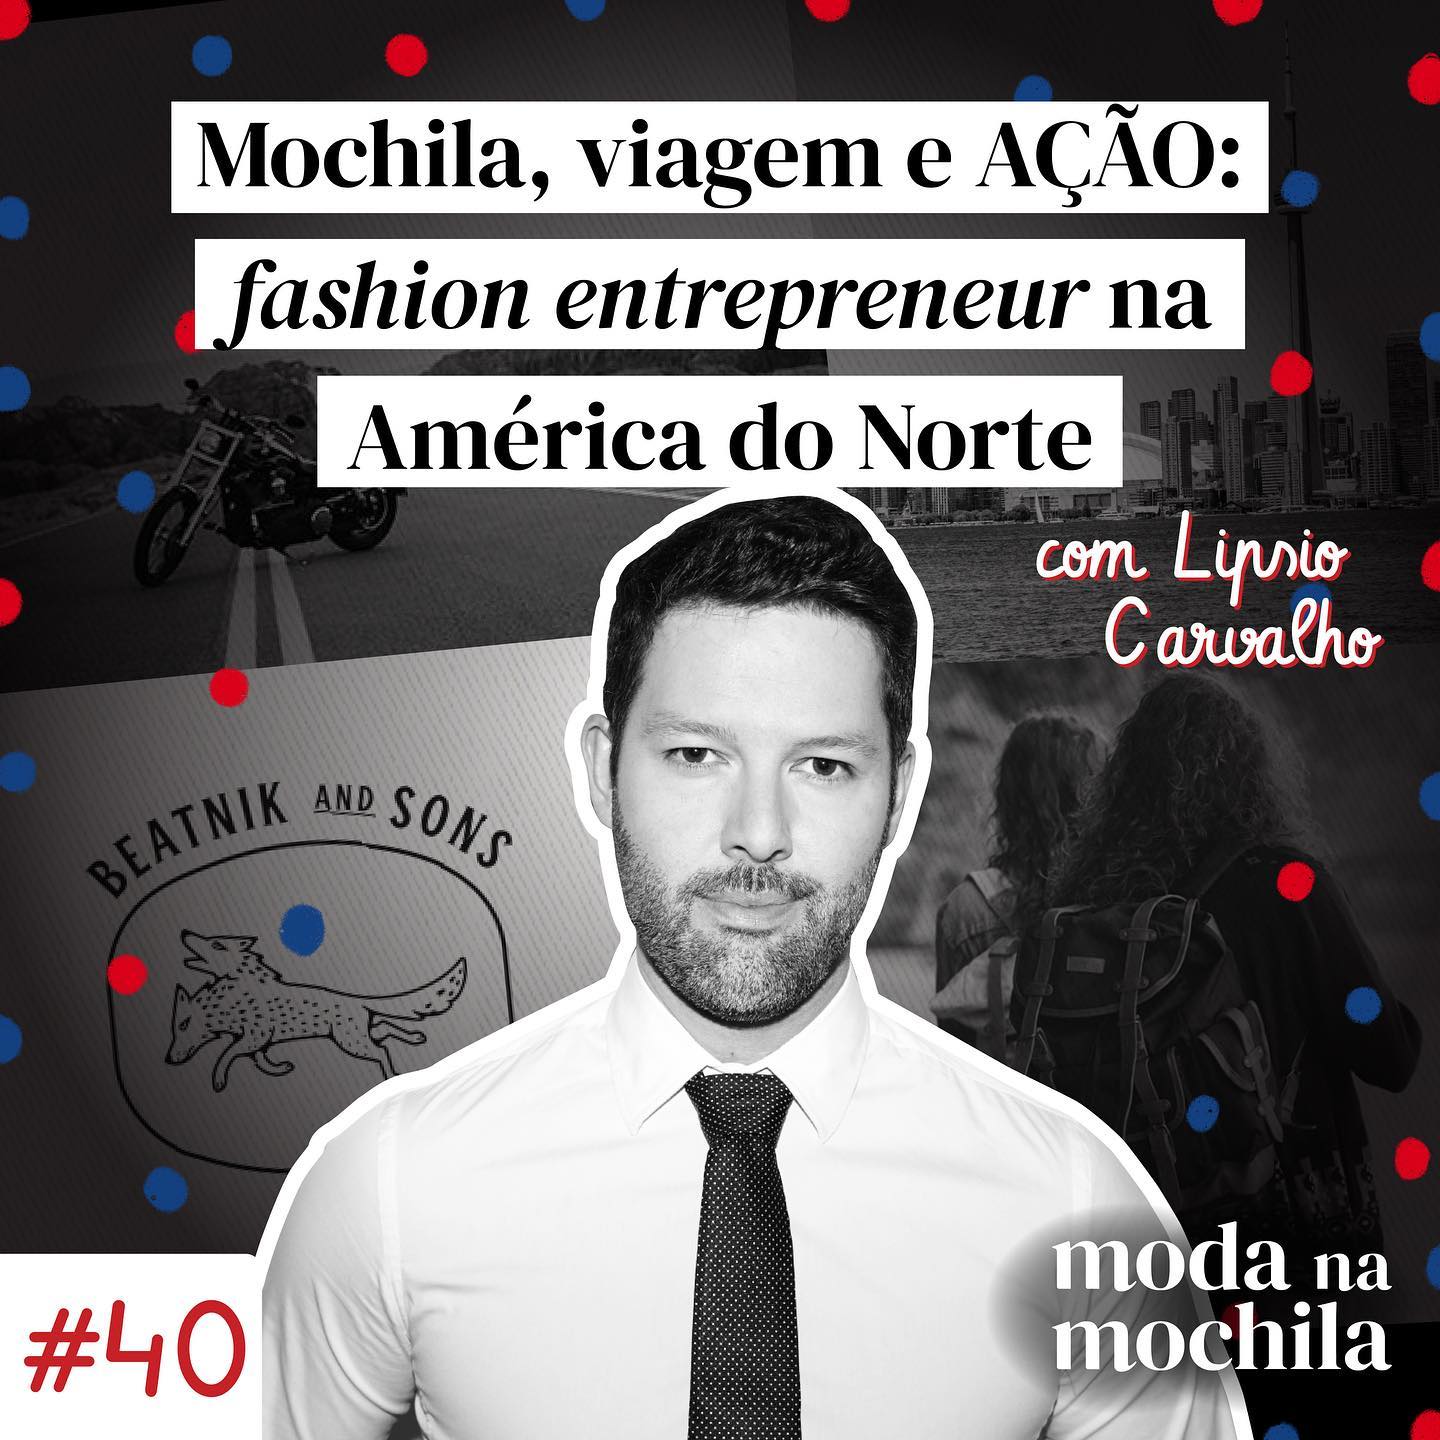 Mochila, viagem e AÇÃO:
fashion entrepreneur na
América do Norte
com Lipsio
Carvalho
BEATNIK AND SONS
#40
moda na
mochila